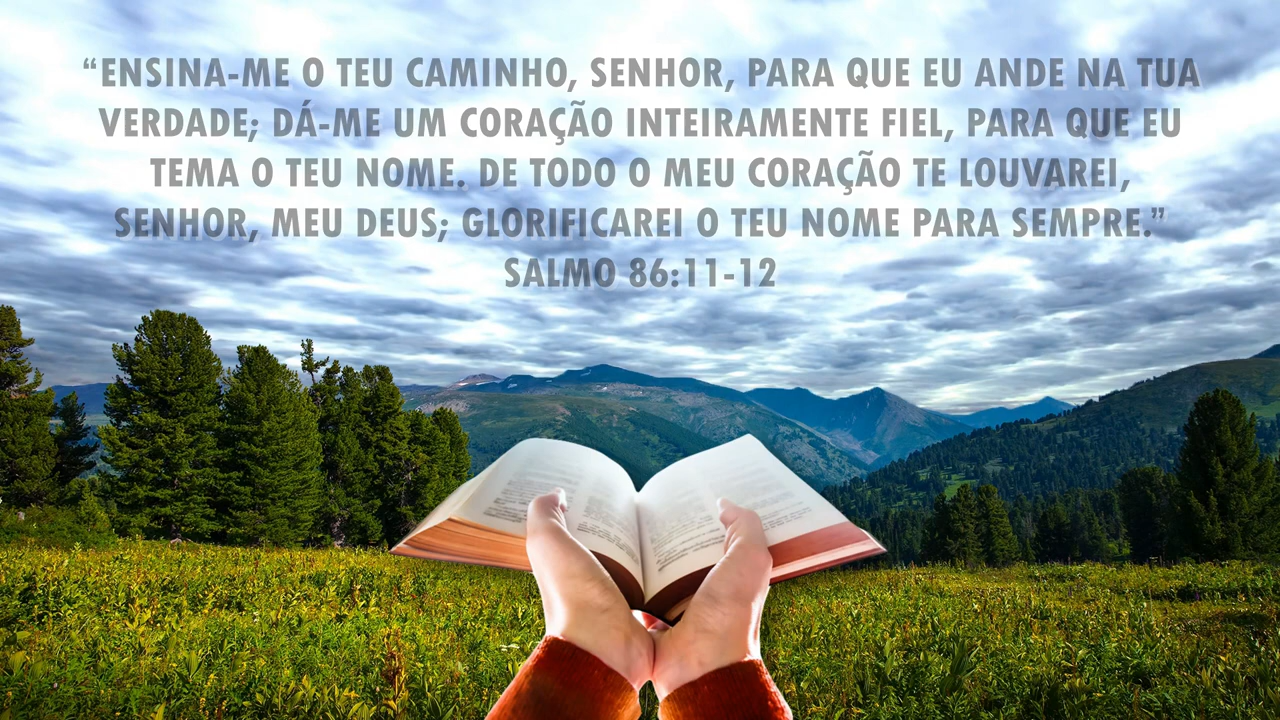 “ENSINA-ME O TEU CAMINHO, SENHOR, PARA QUE EU ANDE NA TUA
VERDADE; DÁ-ME UM CORAÇÃO INTEIRAMENTE FIEL, PARA QUE EU
TEMA O TEU NOME. DE TODO O MEU CORAÇÃO TE LOUVAREI,
SENHOR, MEU DEUS; GLORIFICAREI O TEU NOME PARA SEMPRE.”
SALMO 86:11-12